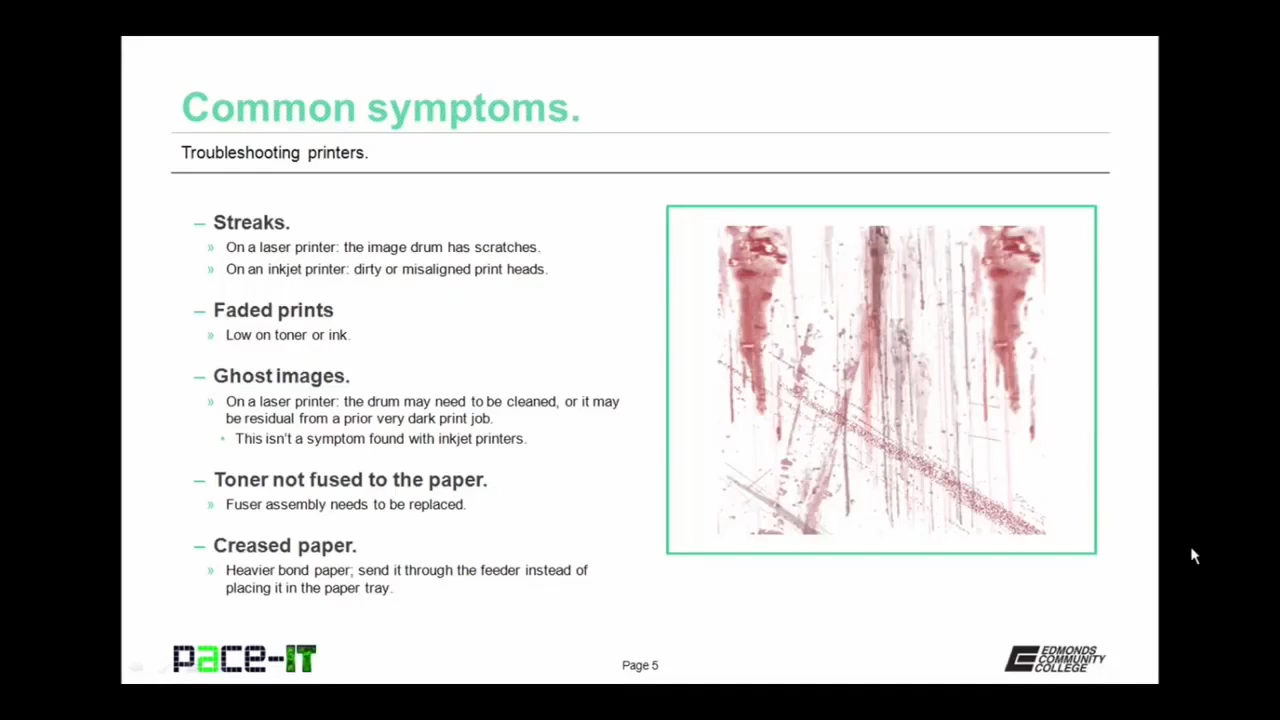 Common symptoms.
Troubleshooting printers.
– Streaks.
» On a laser printer: the image drum has scratches.
» On an inkjet printer: dirty or misaligned print heads.
– Faded prints
» Low on toner or ink.
– Ghost images.
» On a laser printer: the drum may need to be cleaned, or it may
be residual from a prior very dark print job.
• This isn't a symptom found with inkjet printers.
– Toner not fused to the paper.
» Fuser assembly needs to be replaced.
– Creased paper.
» Heavier bond paper; send it through the feeder instead of
placing it in the paper tray.
pace-IT
Page 5
EDMONDS
COMMUNITY
COLLEGE